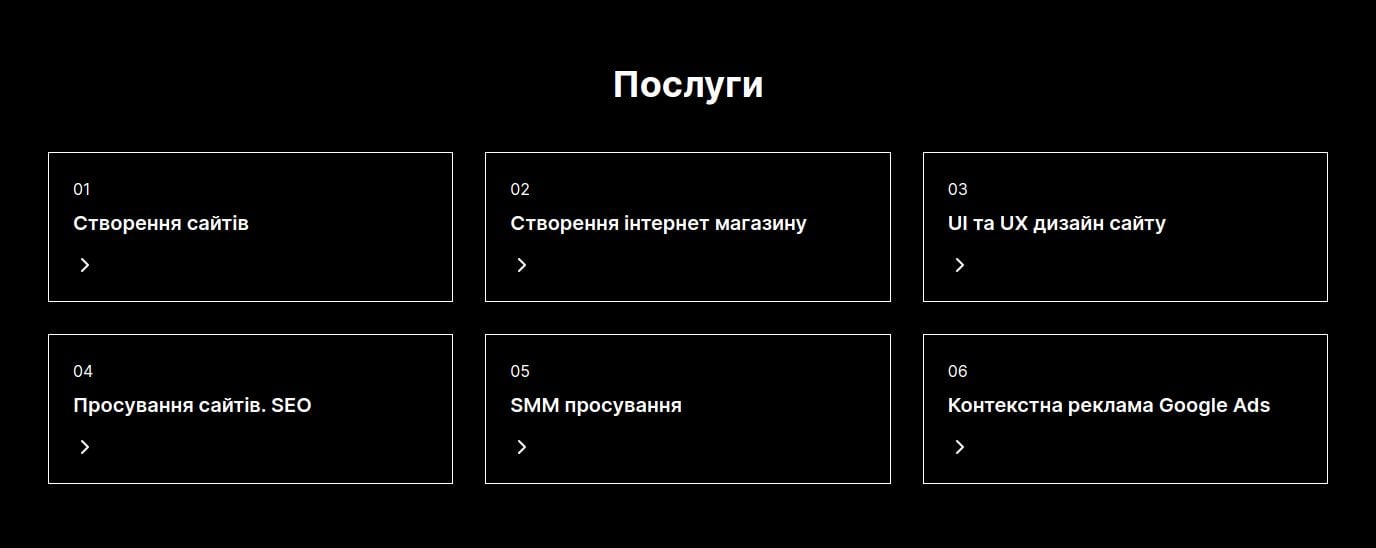 Послуги
01
Створення сайтів
02
Створення інтернет магазину
03
UI та UX дизайн сайту
04
Просування сайтів. SEO
05
SMM просування
06
Контекстна реклама Google Ads